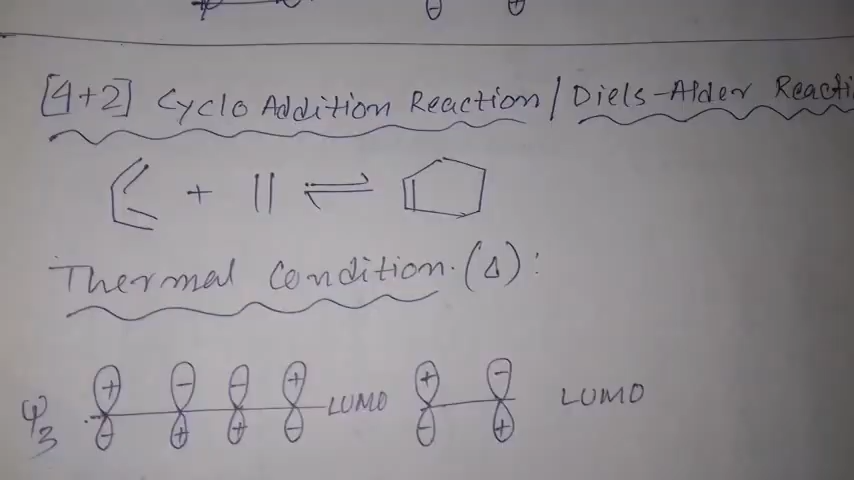 ⊖ ⊕
[4+2] Cyclo Addition Reaction / Diels-Alder Reacti
+ ⇌
Thermal Condition. (Δ) :
+ − − + LUMO + − LUMO
Ψ3 − + + − − +